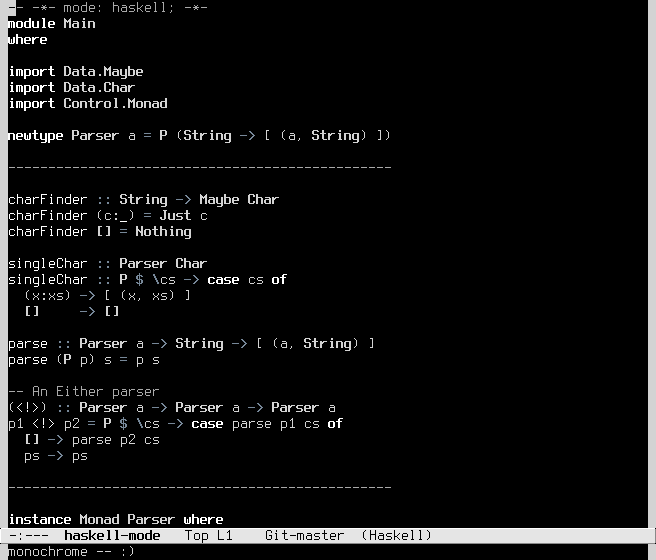 -- -*- mode: haskell; -*-
module Main
where

import Data.Maybe
import Data.Char
import Control.Monad

newtype Parser a = P (String -> [ (a, String) ])

------------------------------------------------

charFinder :: String -> Maybe Char
charFinder (c:_) = Just c
charFinder [] = Nothing

singleChar :: Parser Char
singleChar :: P $ \cs -> case cs of
  (x:xs) -> [ (x, xs) ]
  []     -> []

parse :: Parser a -> String -> [ (a, String) ]
parse (P p) s = p s

-- An Either parser
(<!>) :: Parser a -> Parser a -> Parser a
p1 <!> p2 = P $ \cs -> case parse p1 cs of
  [] -> parse p2 cs
  ps -> ps

------------------------------------------------

instance Monad Parser where
-:---  haskell-mode   Top L1    Git-master  (Haskell)
monochrome -- :)